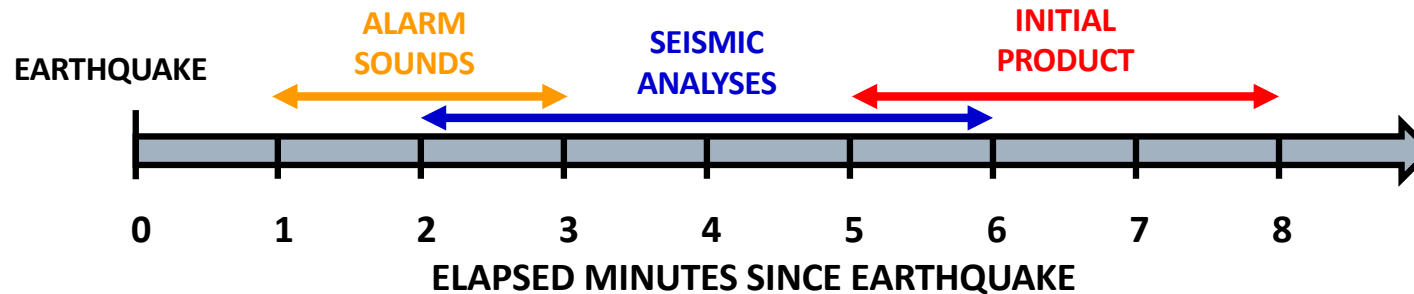 ALARM
SOUNDS
SEISMIC
ANALYSES
INITIAL
PRODUCT
EARTHQUAKE
0 1 2 3 4 5 6 7 8
ELAPSED MINUTES SINCE EARTHQUAKE